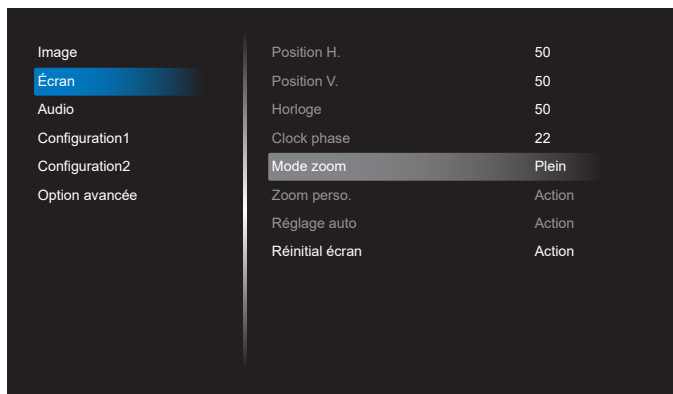 Image
Écran
Audio
Configuration1
Configuration2
Option avancée
Position H. 50
Position V. 50
Horloge 50
Clock phase 22
Mode zoom Plein
Zoom perso. Action
Réglage auto Action
Réinitial écran Action